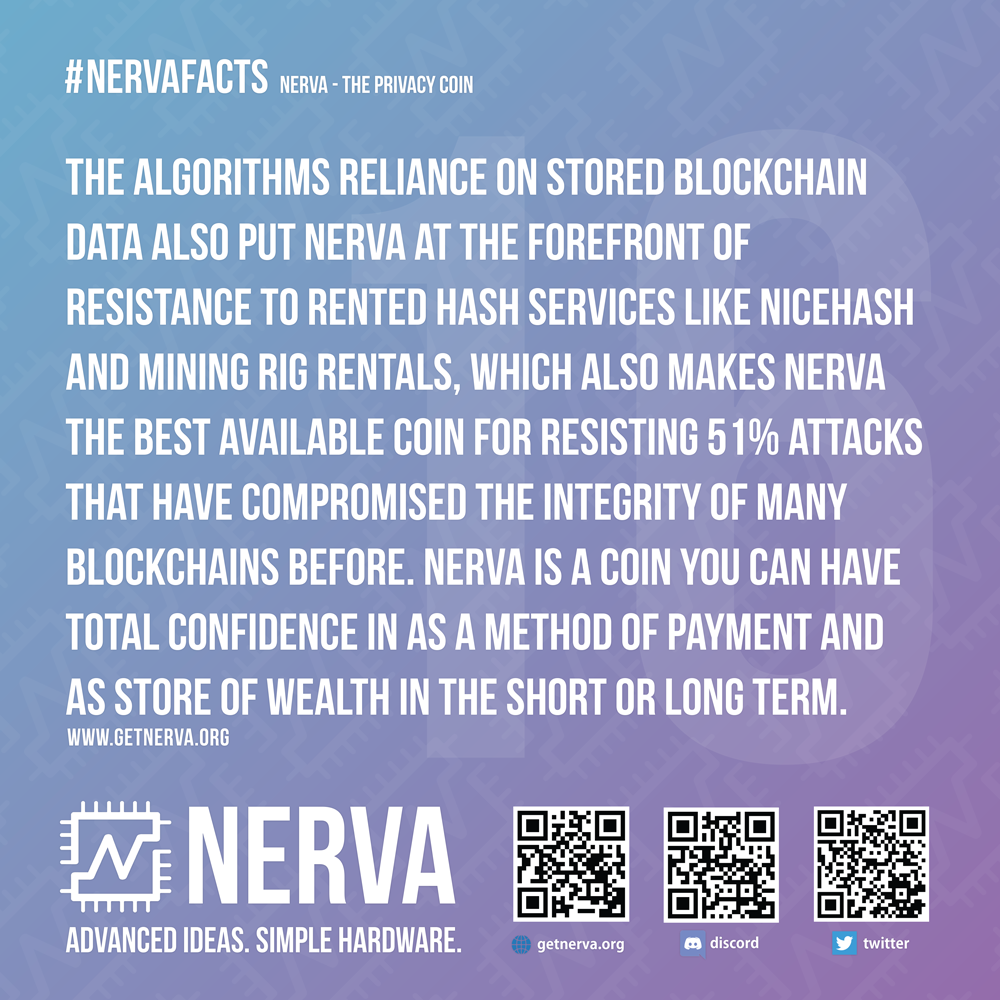 #NERVAFACTS NERVA - THE PRIVACY COIN
16
THE ALGORITHMS RELIANCE ON STORED BLOCKCHAIN
DATA ALSO PUT NERVA AT THE FOREFRONT OF
RESISTANCE TO RENTED HASH SERVICES LIKE NICEHASH
AND MINING RIG RENTALS, WHICH ALSO MAKES NERVA
THE BEST AVAILABLE COIN FOR RESISTING 51% ATTACKS
THAT HAVE COMPROMISED THE INTEGRITY OF MANY
BLOCKCHAINS BEFORE. NERVA IS A COIN YOU CAN HAVE
TOTAL CONFIDENCE IN AS A METHOD OF PAYMENT AND
AS STORE OF WEALTH IN THE SHORT OR LONG TERM.
WWW.GETNERVA.ORG
NERVA
ADVANCED IDEAS. SIMPLE HARDWARE.
getnerva.org discord twitter